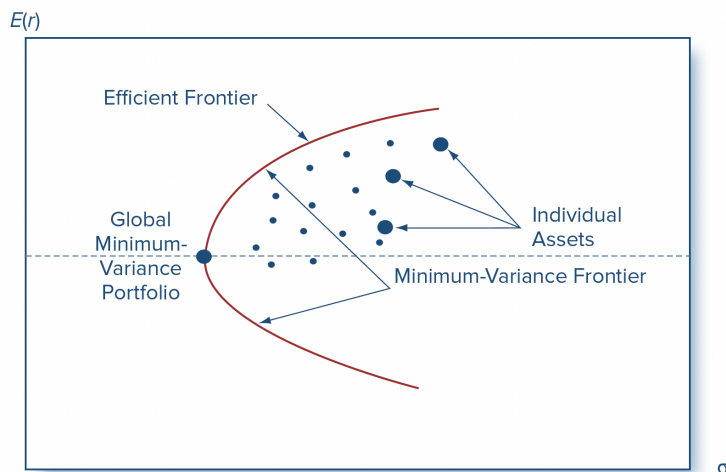 E(r)
Efficient Frontier
Global
Minimum-
Variance
Portfolio
Individual
Assets
Minimum-Variance Frontier